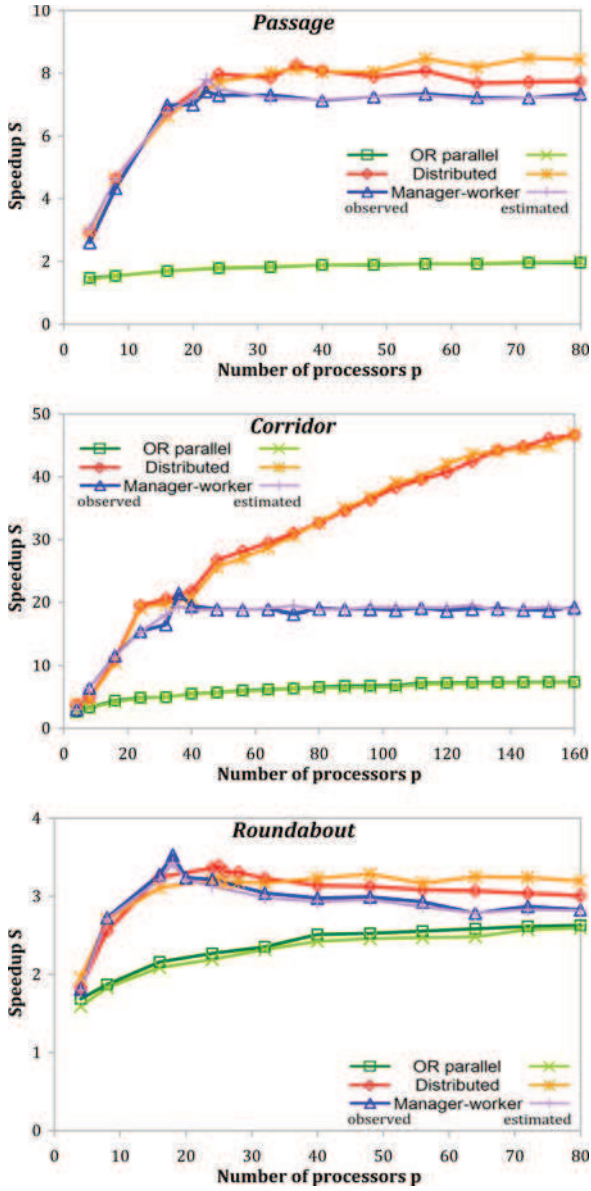 Passage
10
8
6
4
2
0
Speedup S
OR parallel
Distributed
Manager-worker
observed estimated
0 10 20 30 40 50 60 70 80
Number of processors p
Corridor
50
40
30
20
10
0
Speedup S
OR parallel
Distributed
Manager-worker
observed estimated
0 20 40 60 80 100 120 140 160
Number of processors p
Roundabout
4
3
2
1
0
Speedup S
OR parallel
Distributed
Manager-worker
observed estimated
0 10 20 30 40 50 60 70 80
Number of processors p